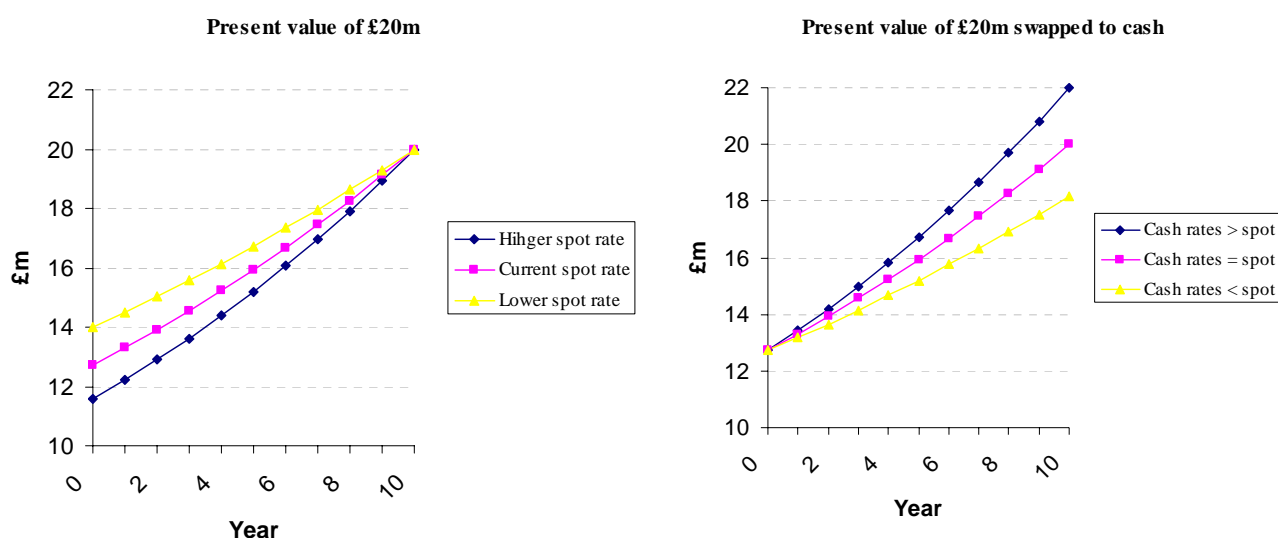 Present value of £20m
22
20
18
16
14
12
10
£m
0
2
4
6
8
10
Year
Hihger spot rate
Current spot rate
Lower spot rate
Present value of £20m swapped to cash
22
20
18
16
14
12
10
£m
0
2
4
6
8
10
Year
Cash rates > spot
Cash rates = spot
Cash rates < spot